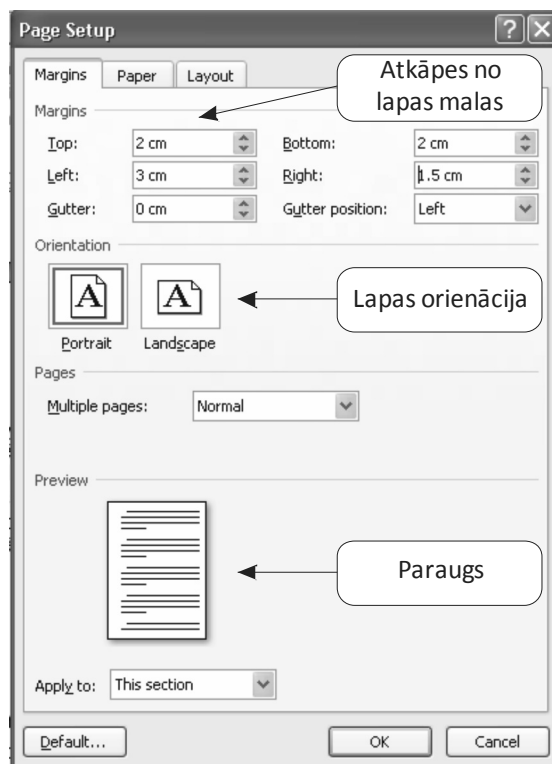 Page Setup
Margins Paper Layout
Atkāpes no
lapas malas
Margins
Top: 2 cm Bottom: 2 cm
Left: 3 cm Right: 1.5 cm
Gutter: 0 cm Gutter position: Left
Orientation
A A
Lapas orienācija
Portrait Landscape
Pages
Multiple pages: Normal
Preview
Paraugs
Apply to: This section
Default... OK Cancel